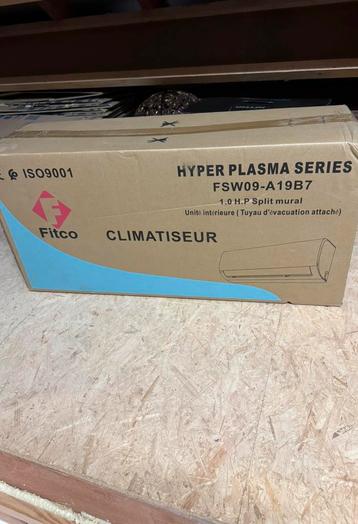 ISO9001
HYPER PLASMA SERIES
FSW09-A19B7
1.0 H.P Split mural
Unité intérieure ( Tuyau d'évacuation attaché)
Fitco
CLIMATISEUR